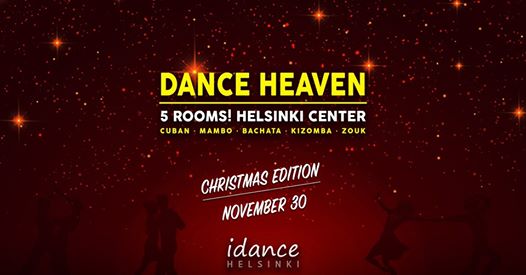 DANCE HEAVEN
5 ROOMS! HELSINKI CENTER
CUBAN · MAMBO · BACHATA · KIZOMBA · ZOUK
CHRISTMAS EDITION
NOVEMBER 30
idance
HELSINKI